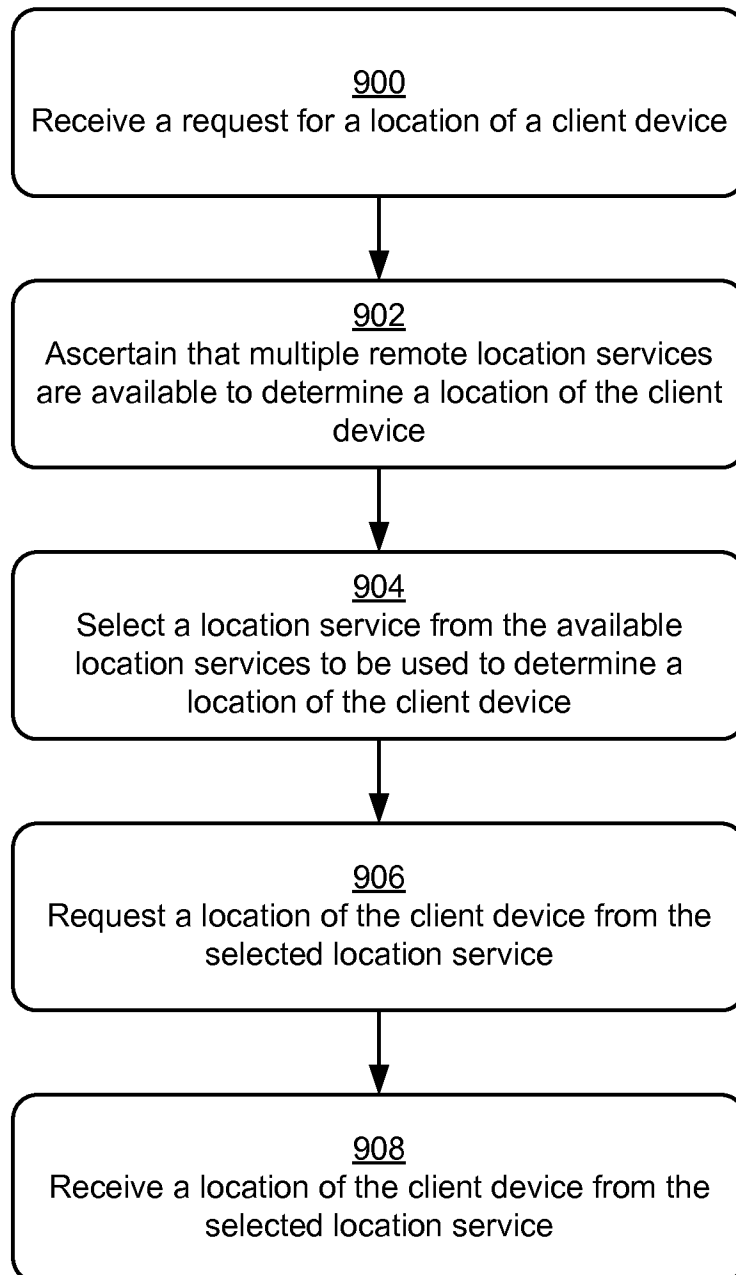 900
Receive a request for a location of a client device
902
Ascertain that multiple remote location services
are available to determine a location of the client
device
904
Select a location service from the available
location services to be used to determine a
location of the client device
906
Request a location of the client device from the
selected location service
908
Receive a location of the client device from the
selected location service